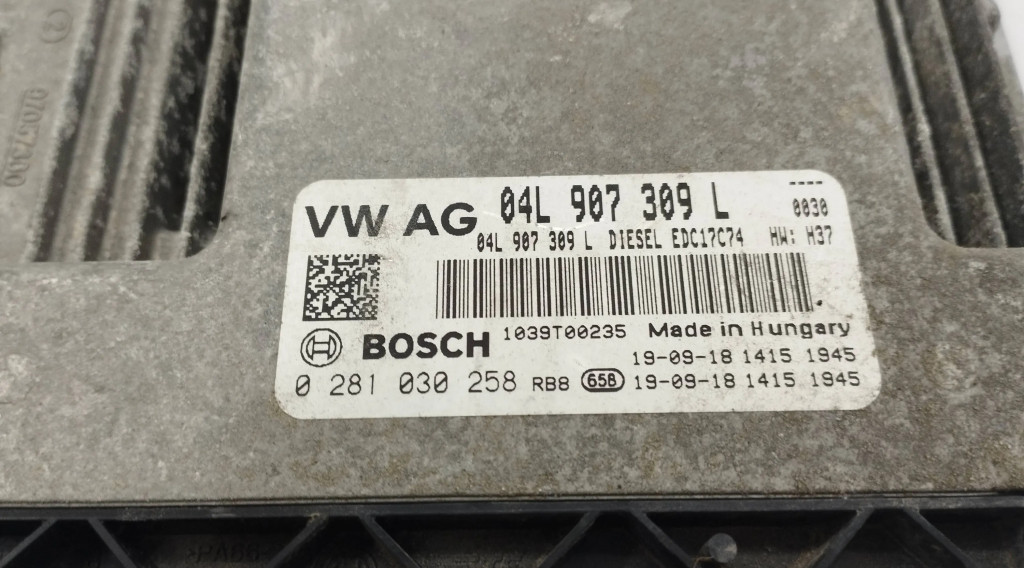 VW AG 04L 907 309 L ---- 0030
04L 907 309 L DIESEL EDC17C74 HW: H37
BOSCH 1039T00235 Made in Hungary
19-09-18 1415 1945
0 281 030 258 RB8 658 19-09-18 1415 1945